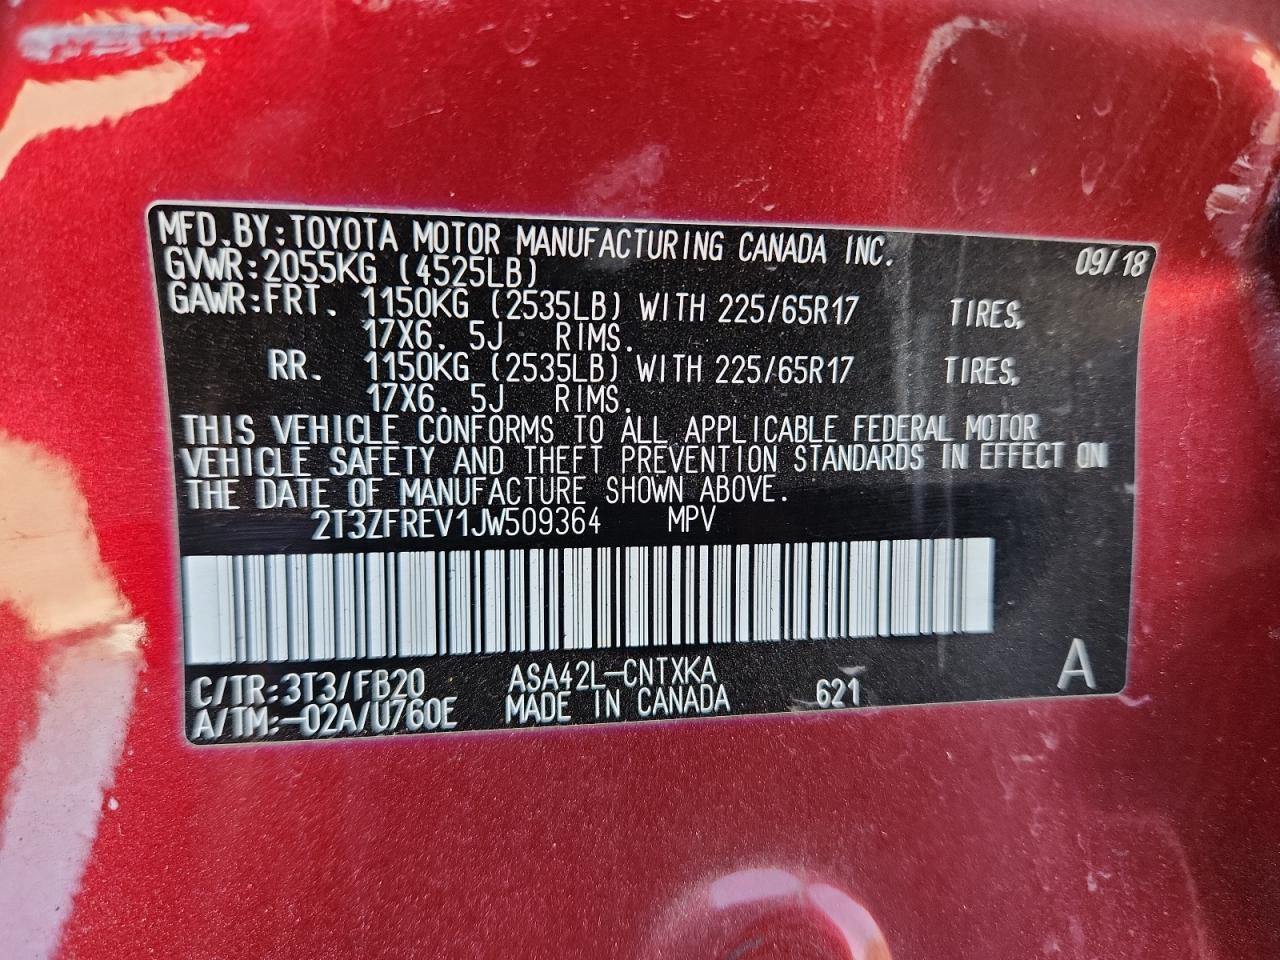 MFD.BY:TOYOTA MOTOR MANUFACTURING CANADA INC. 09/18
GVWR:2055KG (4525LB)
GAWR:FRT. 1150KG (2535LB) WITH 225/65R17 TIRES,
17X6. 5J RIMS.
RR. 1150KG (2535LB) WITH 225/65R17 TIRES,
17X6. 5J RIMS.
THIS VEHICLE CONFORMS TO ALL APPLICABLE FEDERAL MOTOR
VEHICLE SAFETY AND THEFT PREVENTION STANDARDS IN EFFECT ON
THE DATE OF MANUFACTURE SHOWN ABOVE.
2T3ZFREV1JW509364 MPV
C/TR:3T3/FB20 ASA42L-CNTXKA
A/TM:-02A/U760E MADE IN CANADA 621 A